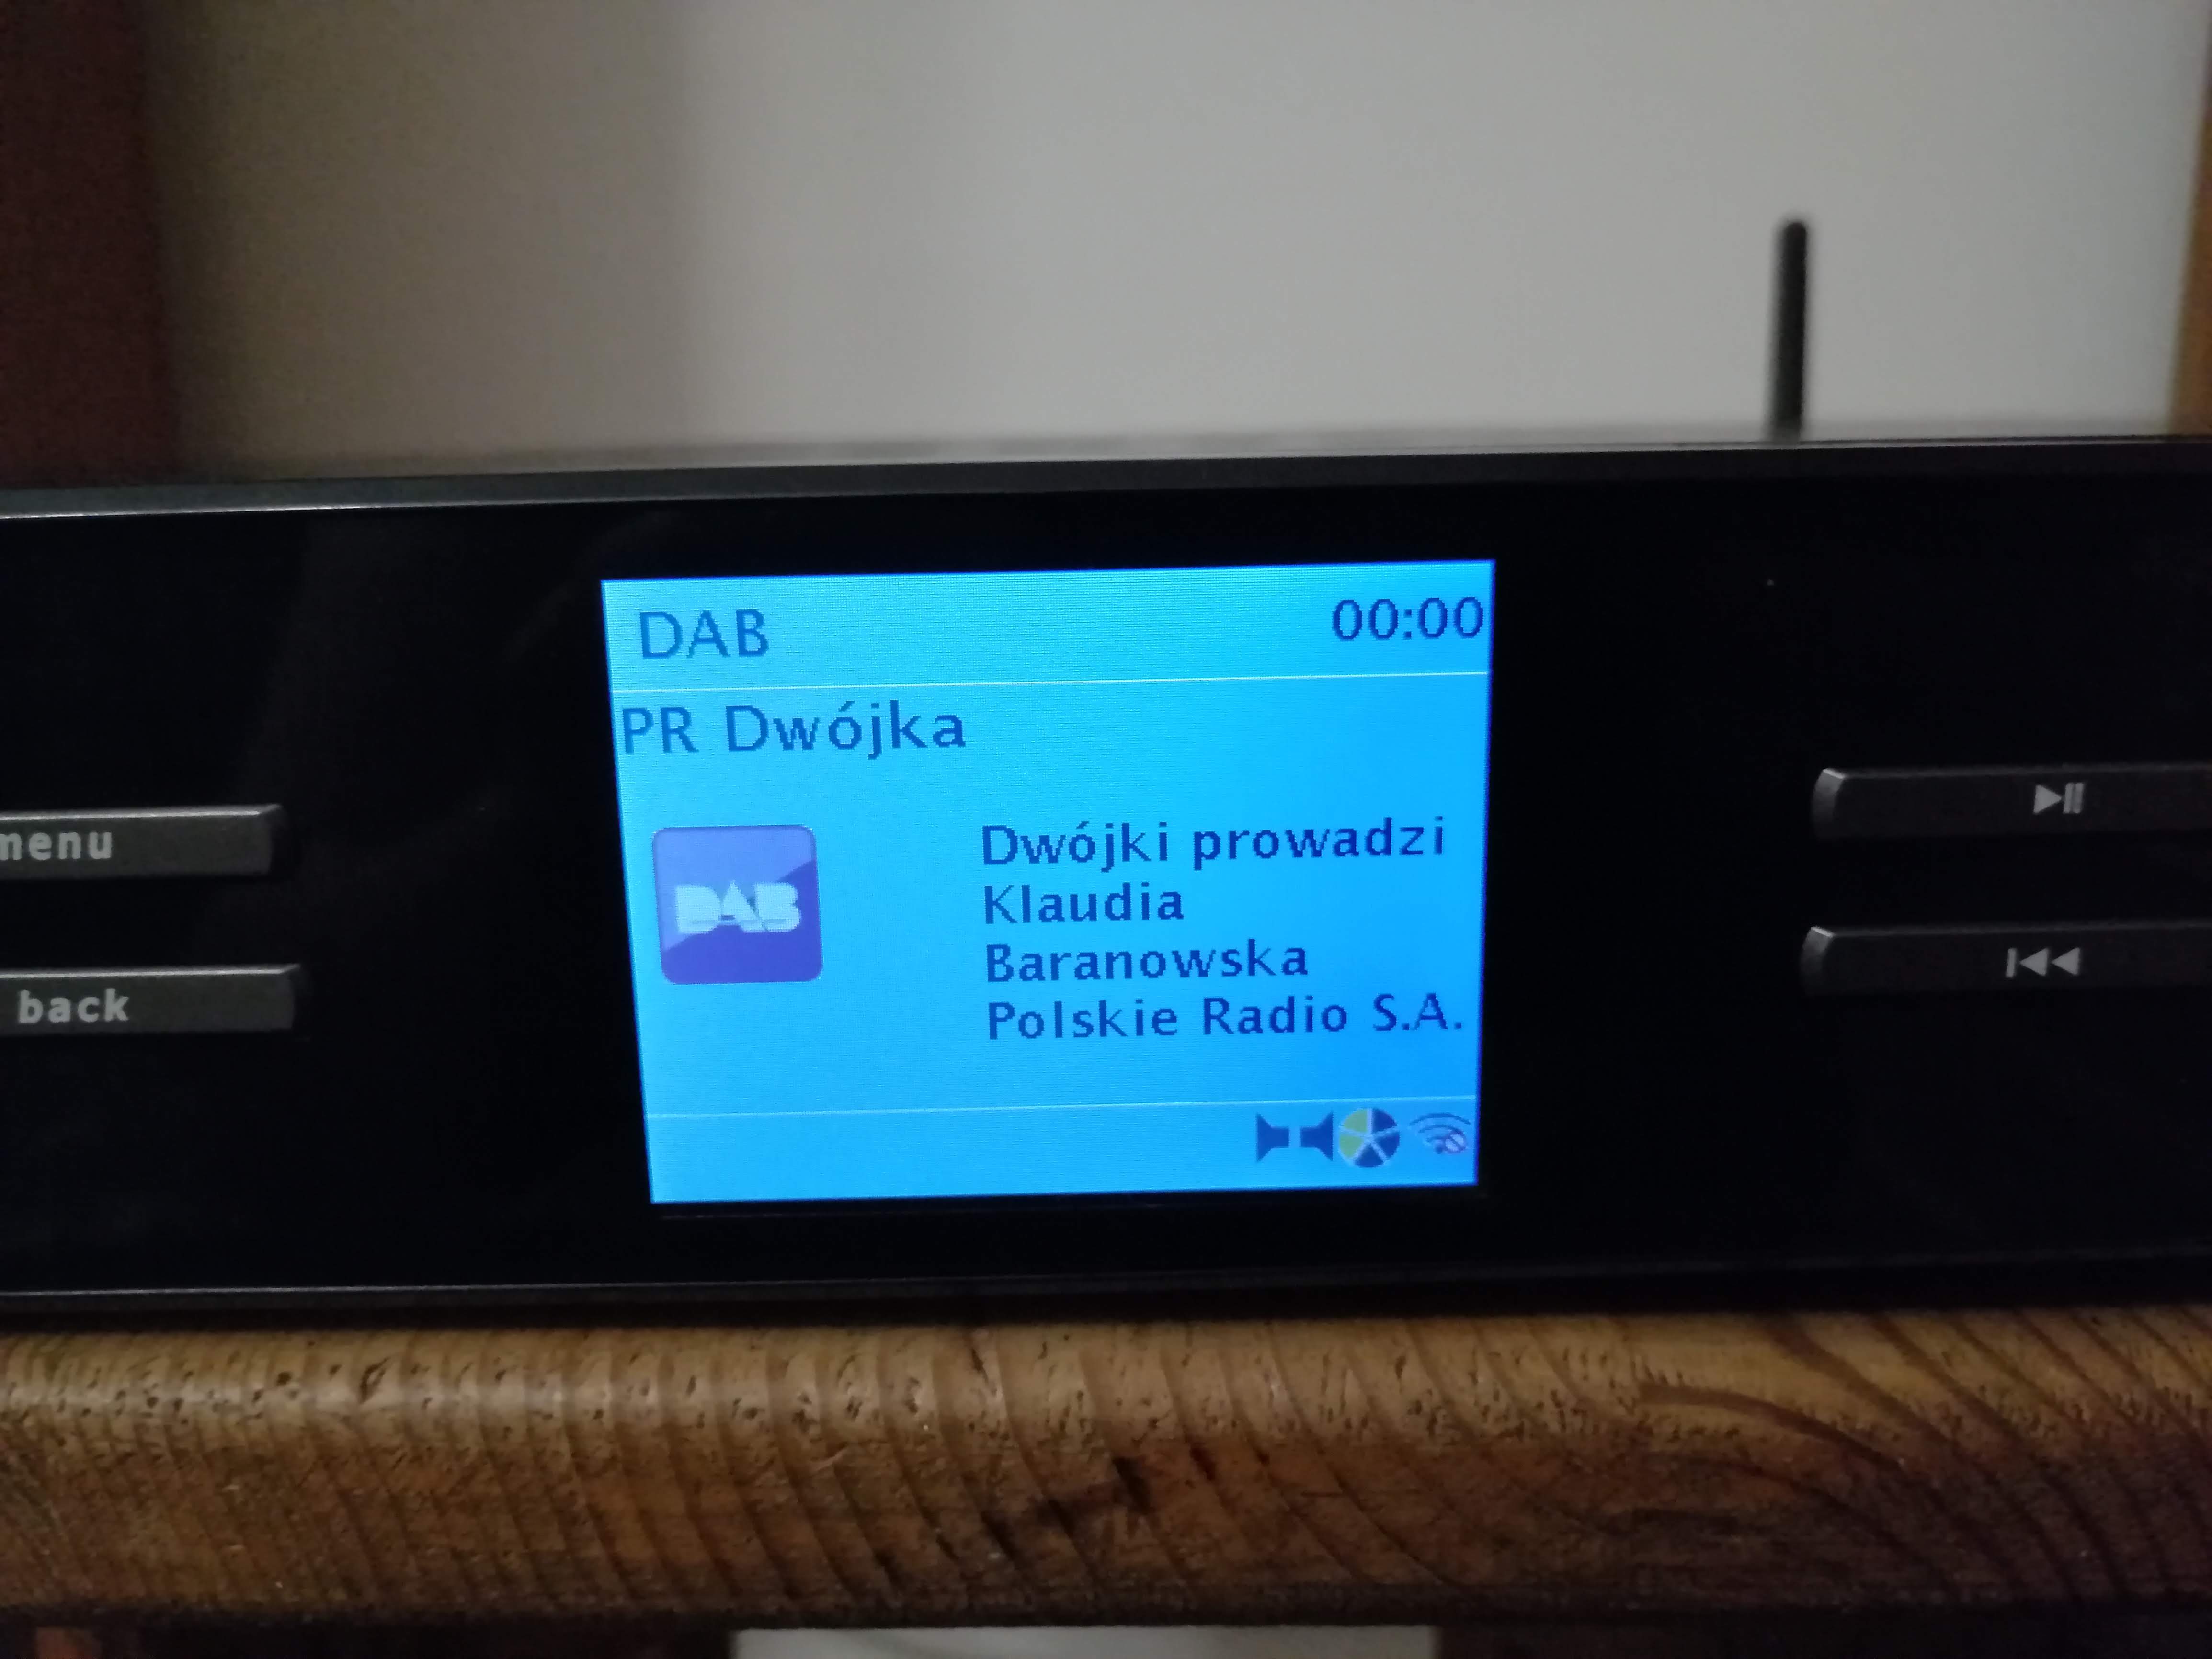 DAB 00:00
PR Dwójka
DAB
Dwójki prowadzi
Klaudia
Baranowska
Polskie Radio S.A.
menu
back